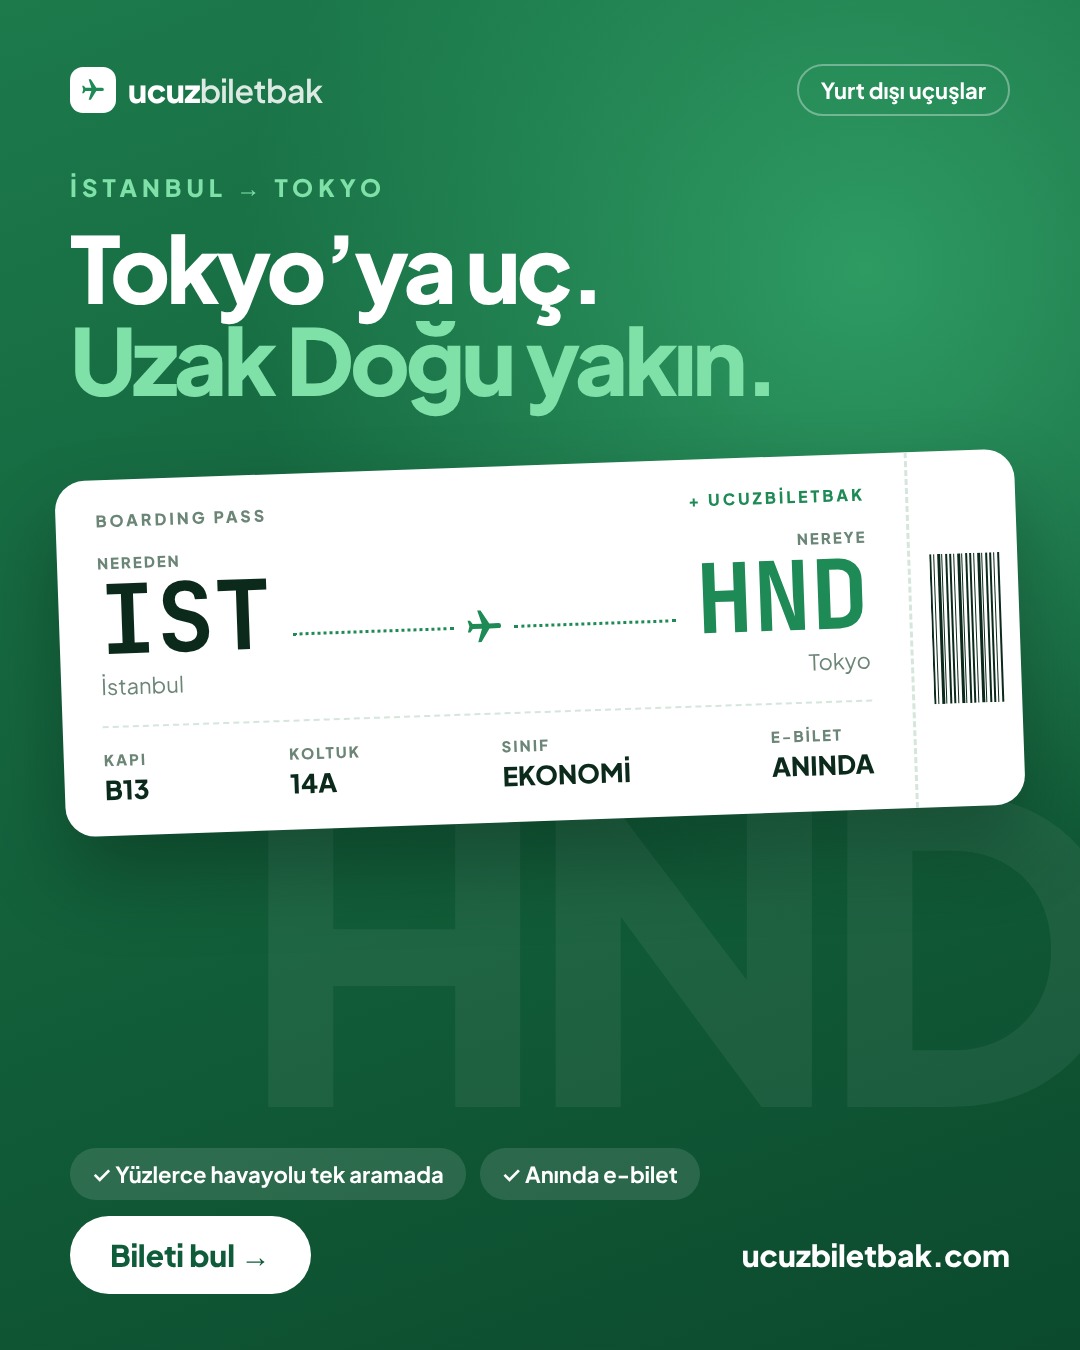 ucuzbiletbak
Yurt dışı uçuşlar
İSTANBUL → TOKYO
Tokyo’ya uç.
Uzak Doğu yakın.
BOARDING PASS
+ UCUZBİLETBAK
NEREDEN
NEREYE
IST
HND
İstanbul
Tokyo
KAPI
KOLTUK
SINIF
E-BİLET
B13
14A
EKONOMİ
ANINDA
HND
✓ Yüzlerce havayolu tek aramada
✓ Anında e-bilet
Bileti bul →
ucuzbiletbak.com